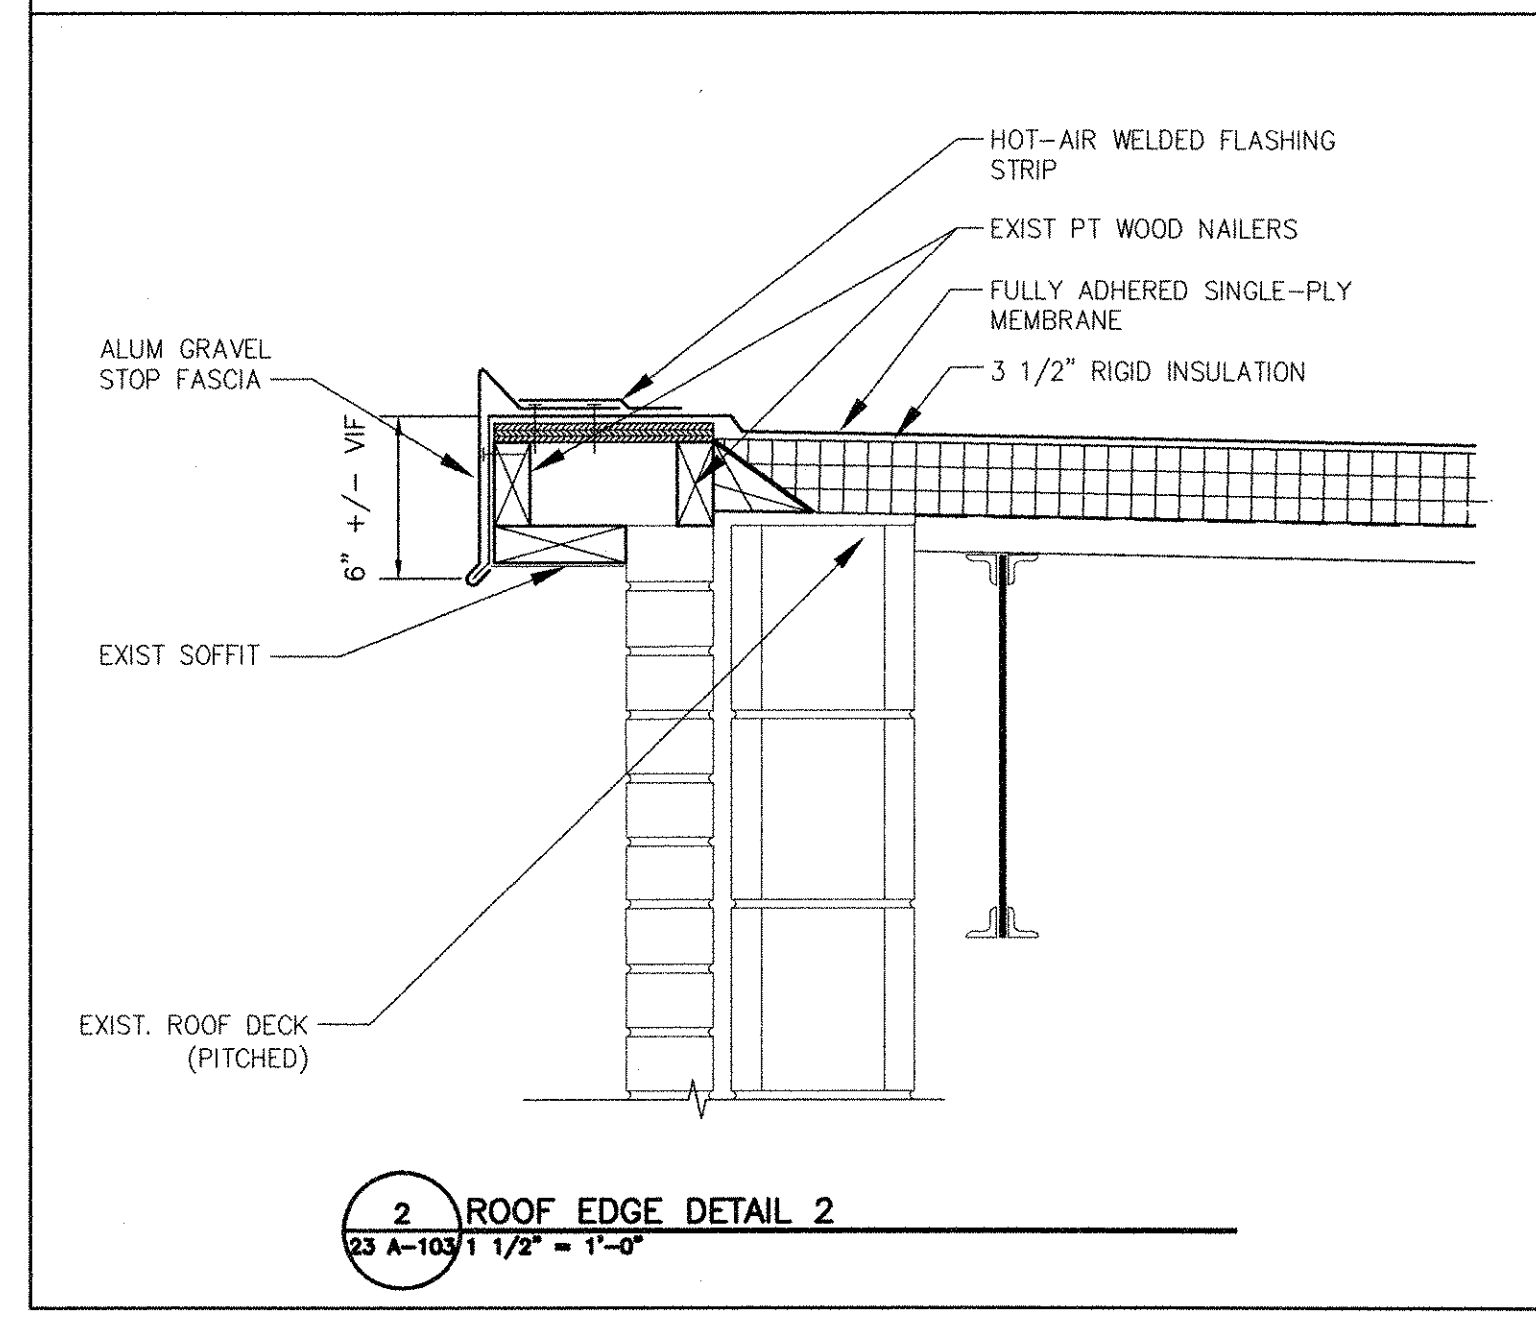 HOT-AIR WELDED FLASHING
STRIP
EXIST PT WOOD NAILERS
FULLY ADHERED SINGLE-PLY
MEMBRANE
3 1/2" RIGID INSULATION
ALUM GRAVEL
STOP FASCIA
6" +/- VIF
EXIST SOFFIT
EXIST. ROOF DECK
(PITCHED)
2
ROOF EDGE DETAIL 2
23 A-103
1 1/2" = 1'-0"